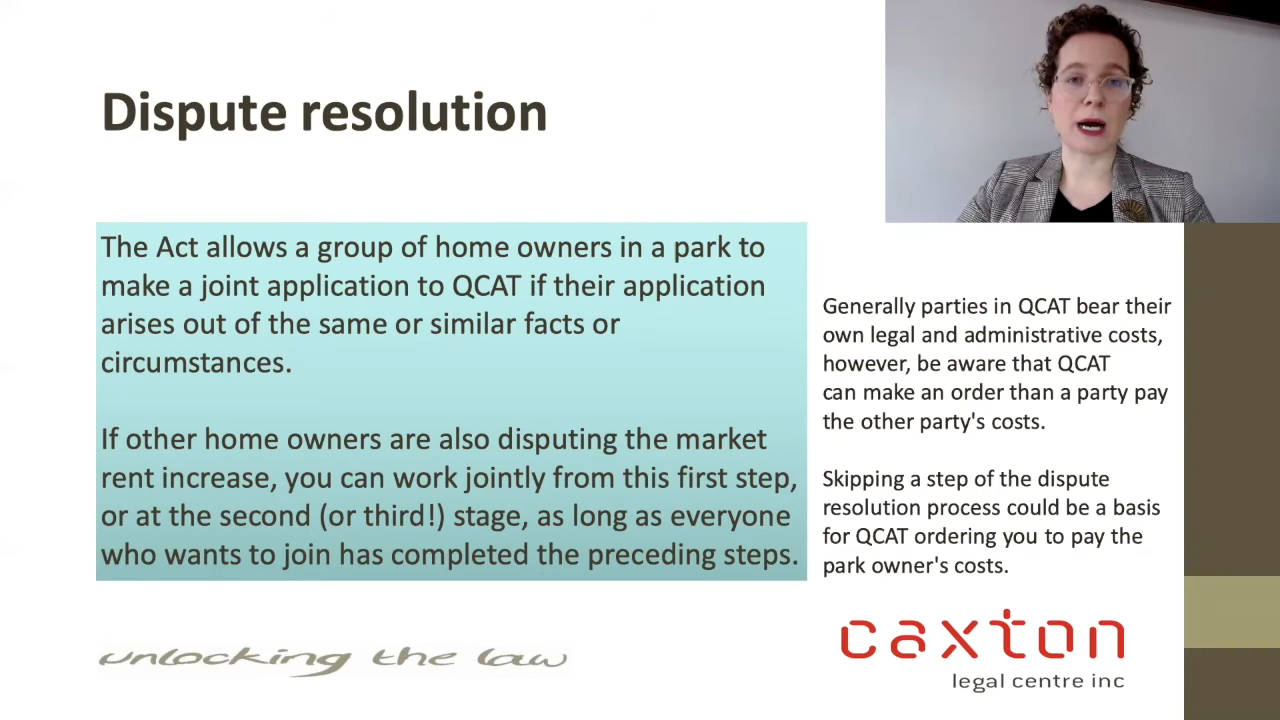 Dispute resolution
The Act allows a group of home owners in a park to
make a joint application to QCAT if their application
arises out of the same or similar facts or
circumstances.
If other home owners are also disputing the market
rent increase, you can work jointly from this first step,
or at the second (or third!) stage, as long as everyone
who wants to join has completed the preceding steps.
Generally parties in QCAT bear their
own legal and administrative costs,
however, be aware that QCAT
can make an order than a party pay
the other party's costs.
Skipping a step of the dispute
resolution process could be a basis
for QCAT ordering you to pay the
park owner's costs.
unlocking the law
caxton
legal centre inc